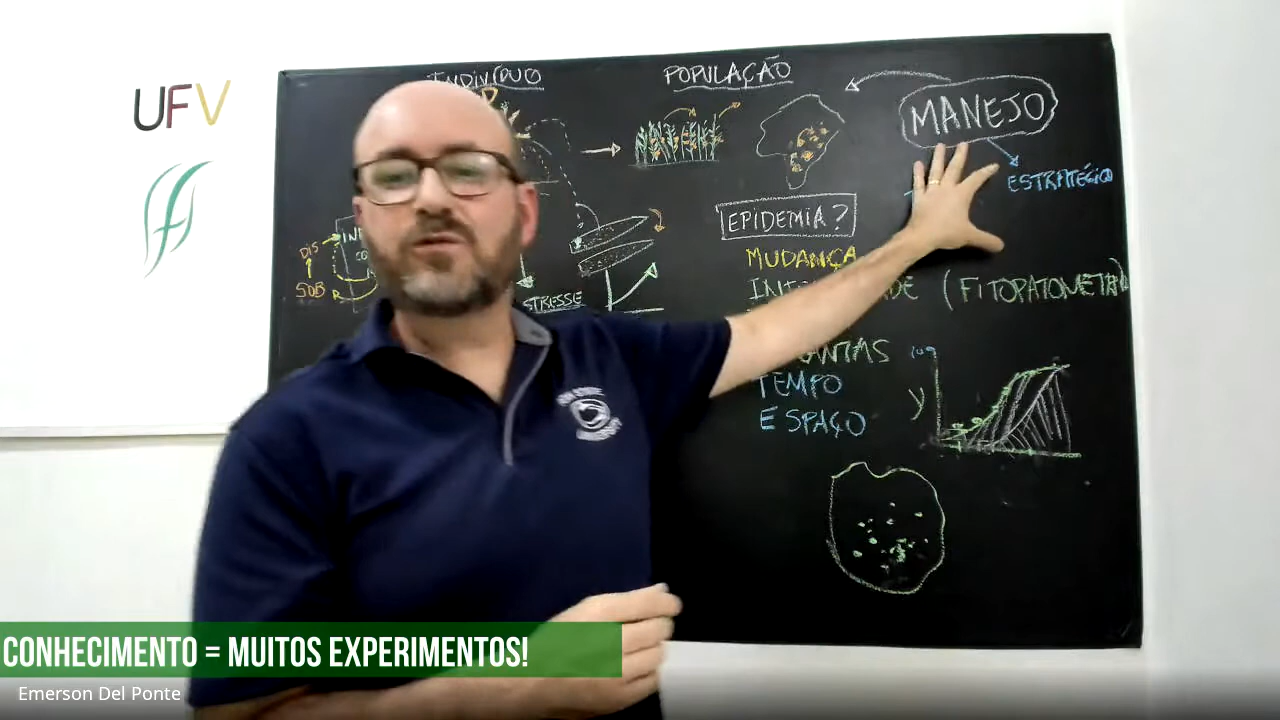 UFV
INDIVÍDUO
POPULAÇÃO
MANEJO
ESTRATÉGICO
DIS
SOB
R
STRESSE
EPIDEMIA?
MUDANÇA
(FITOPATOMETRIA)
TEMPO
ESPAÇO
y
CONHECIMENTO = MUITOS EXPERIMENTOS!
Emerson Del Ponte